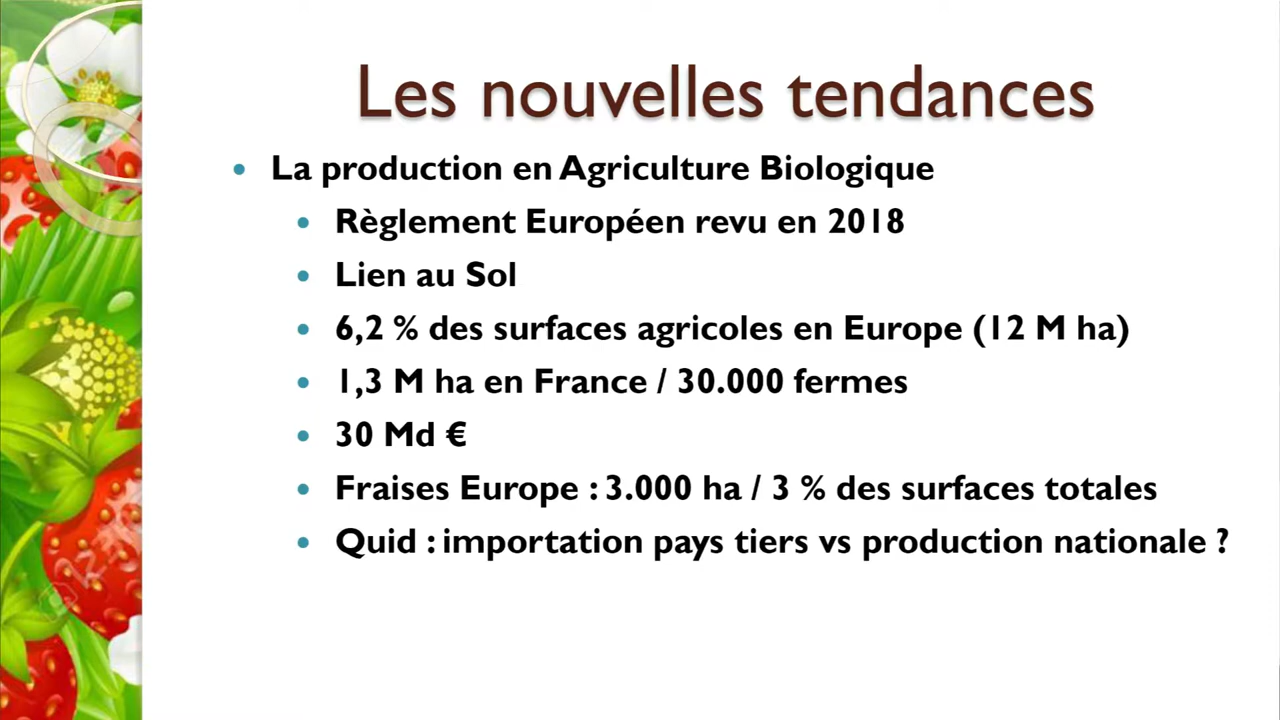 Les nouvelles tendances
• La production en Agriculture Biologique
• Règlement Européen revu en 2018
• Lien au Sol
• 6,2 % des surfaces agricoles en Europe (12 M ha)
• 1,3 M ha en France / 30.000 fermes
• 30 Md €
• Fraises Europe : 3.000 ha / 3 % des surfaces totales
• Quid : importation pays tiers vs production nationale ?